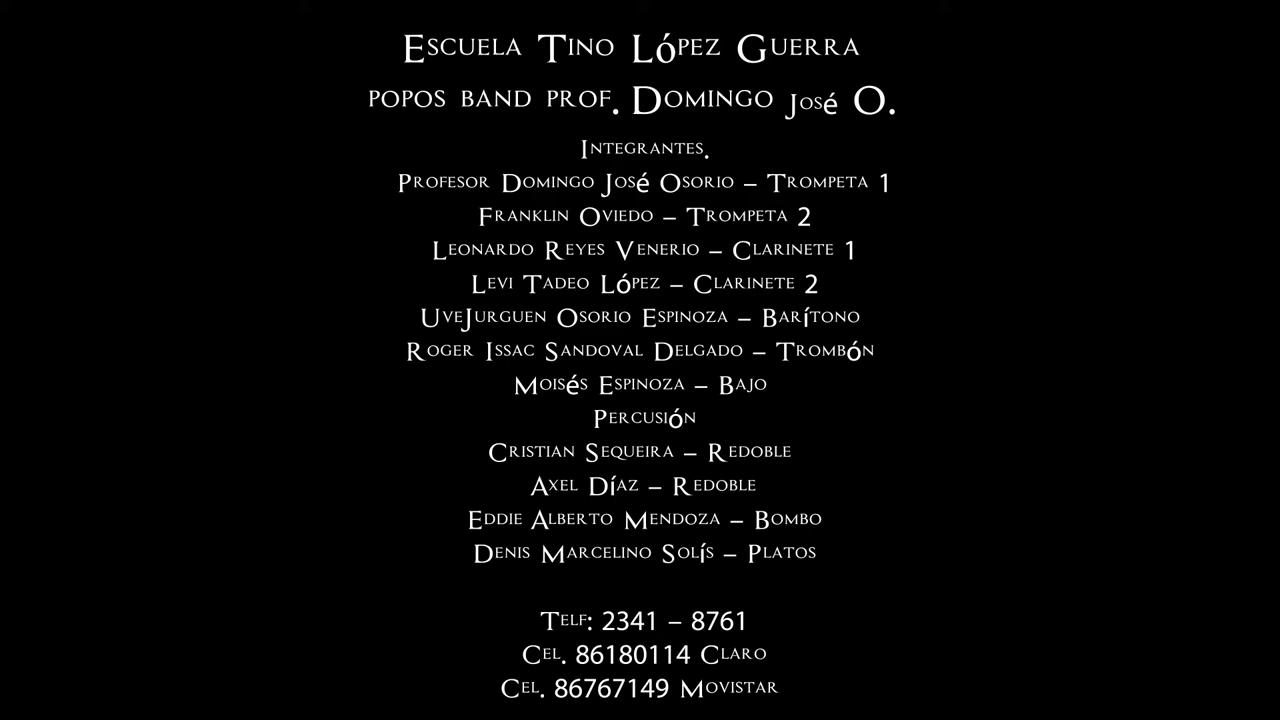 Escuela Tino López Guerra
popos band prof. Domingo José O.
Integrantes.
Profesor Domingo José Osorio – Trompeta 1
Franklin Oviedo – Trompeta 2
Leonardo Reyes Venerio – Clarinete 1
Levi Tadeo López – Clarinete 2
UveJurguen Osorio Espinoza – Barítono
Roger Issac Sandoval Delgado – Trombón
Moisés Espinoza – Bajo
Percusión
Cristian Sequeira – Redoble
Axel Díaz – Redoble
Eddie Alberto Mendoza – Bombo
Denis Marcelino Solís – Platos
Telf: 2341 – 8761
Cel. 86180114 Claro
Cel. 86767149 Movistar